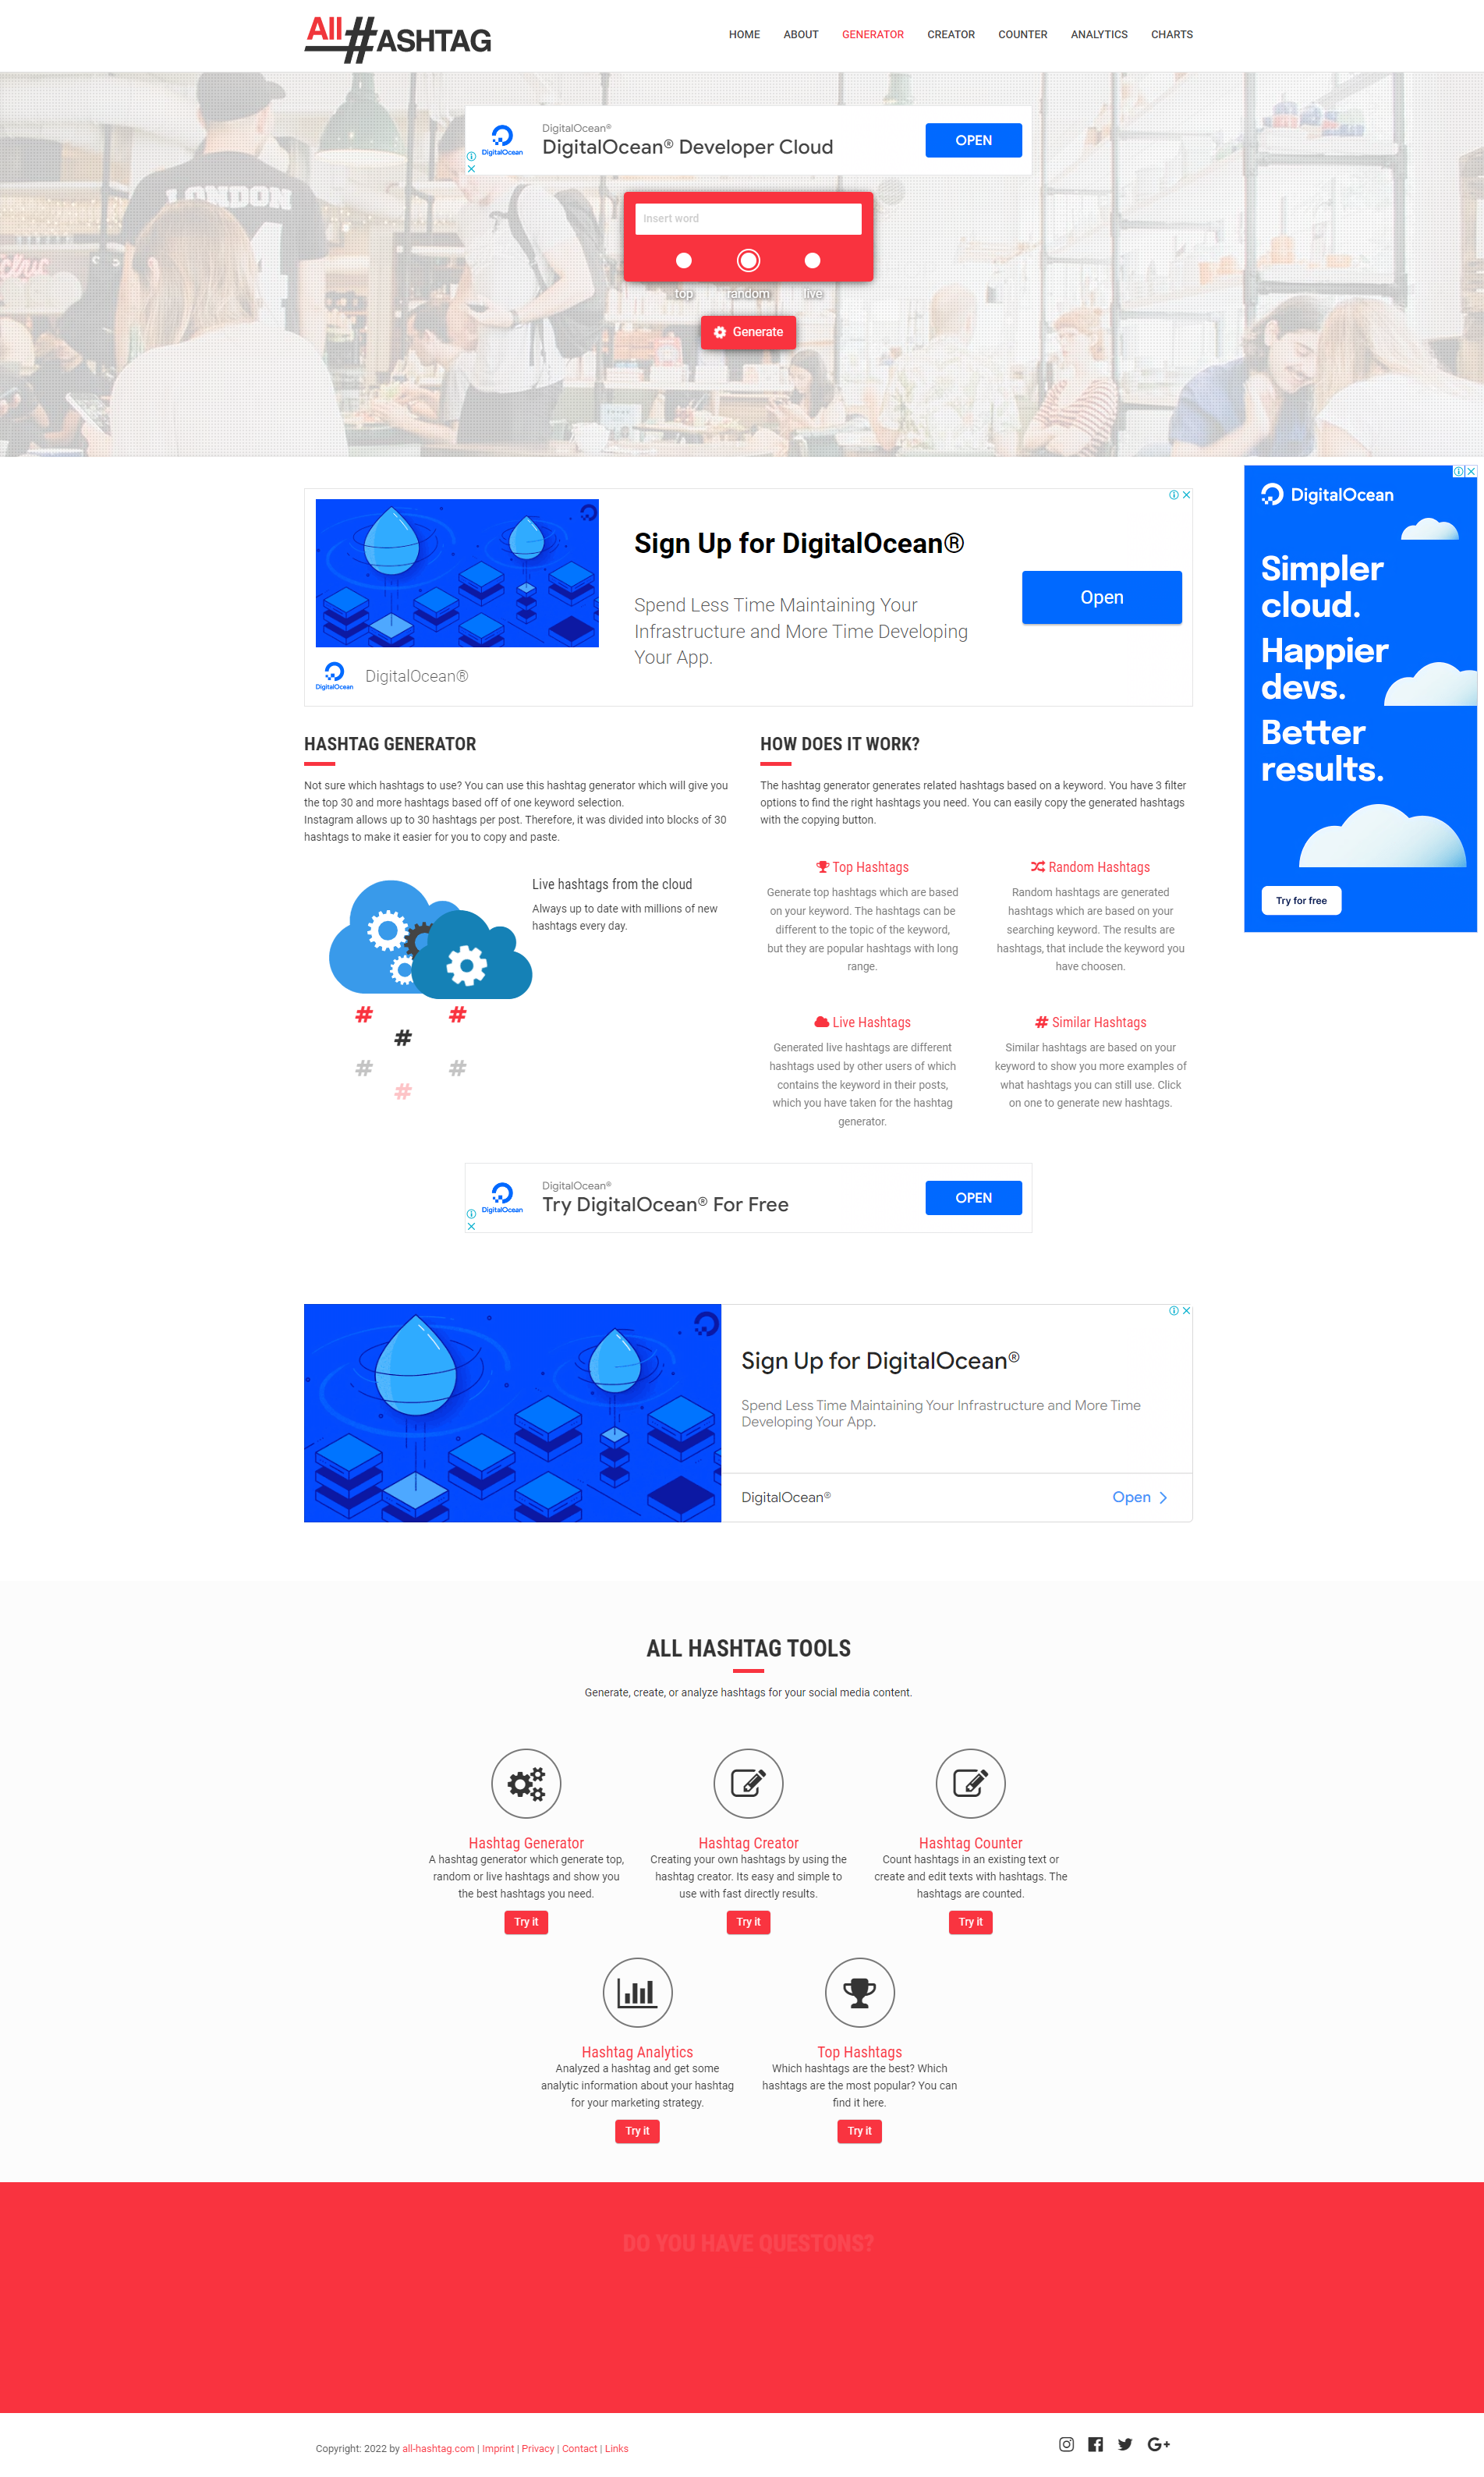 All#ASHTAG
HOME ABOUT GENERATOR CREATOR COUNTER ANALYTICS CHARTS
LONDON
DigitalOcean
DigitalOcean®
DigitalOcean® Developer Cloud
OPEN
Insert word
top random live
Generate
Sign Up for DigitalOcean®
Spend Less Time Maintaining Your
Infrastructure and More Time Developing
Your App.
Open
DigitalOcean
DigitalOcean®
DigitalOcean
Simpler
cloud.
Happier
devs.
Better
results.
Try for free
HASHTAG GENERATOR
Not sure which hashtags to use? You can use this hashtag generator which will give you
the top 30 and more hashtags based off of one keyword selection.
Instagram allows up to 30 hashtags per post. Therefore, it was divided into blocks of 30
hashtags to make it easier for you to copy and paste.
Live hashtags from the cloud
Always up to date with millions of new
hashtags every day.
# #
#
# #
#
HOW DOES IT WORK?
The hashtag generator generates related hashtags based on a keyword. You have 3 filter
options to find the right hashtags you need. You can easily copy the generated hashtags
with the copying button.
Top Hashtags
Generate top hashtags which are based
on your keyword. The hashtags can be
different to the topic of the keyword,
but they are popular hashtags with long
range.
Random Hashtags
Random hashtags are generated
hashtags which are based on your
searching keyword. The results are
hashtags, that include the keyword you
have choosen.
Live Hashtags
Generated live hashtags are different
hashtags used by other users of which
contains the keyword in their posts,
which you have taken for the hashtag
generator.
# Similar Hashtags
Similar hashtags are based on your
keyword to show you more examples of
what hashtags you can still use. Click
on one to generate new hashtags.
DigitalOcean
DigitalOcean®
Try DigitalOcean® For Free
OPEN
Sign Up for DigitalOcean®
Spend Less Time Maintaining Your Infrastructure and More Time
Developing Your App.
DigitalOcean®
Open
ALL HASHTAG TOOLS
Generate, create, or analyze hashtags for your social media content.
Hashtag Generator
A hashtag generator which generate top,
random or live hashtags and show you
the best hashtags you need.
Try it
Hashtag Creator
Creating your own hashtags by using the
hashtag creator. Its easy and simple to
use with fast directly results.
Try it
Hashtag Counter
Count hashtags in an existing text or
create and edit texts with hashtags. The
hashtags are counted.
Try it
Hashtag Analytics
Analyzed a hashtag and get some
analytic information about your hashtag
for your marketing strategy.
Try it
Top Hashtags
Which hashtags are the best? Which
hashtags are the most popular? You can
find it here.
Try it
DO YOU HAVE QUESTONS?
Copyright: 2022 by all-hashtag.com | Imprint | Privacy | Contact | Links